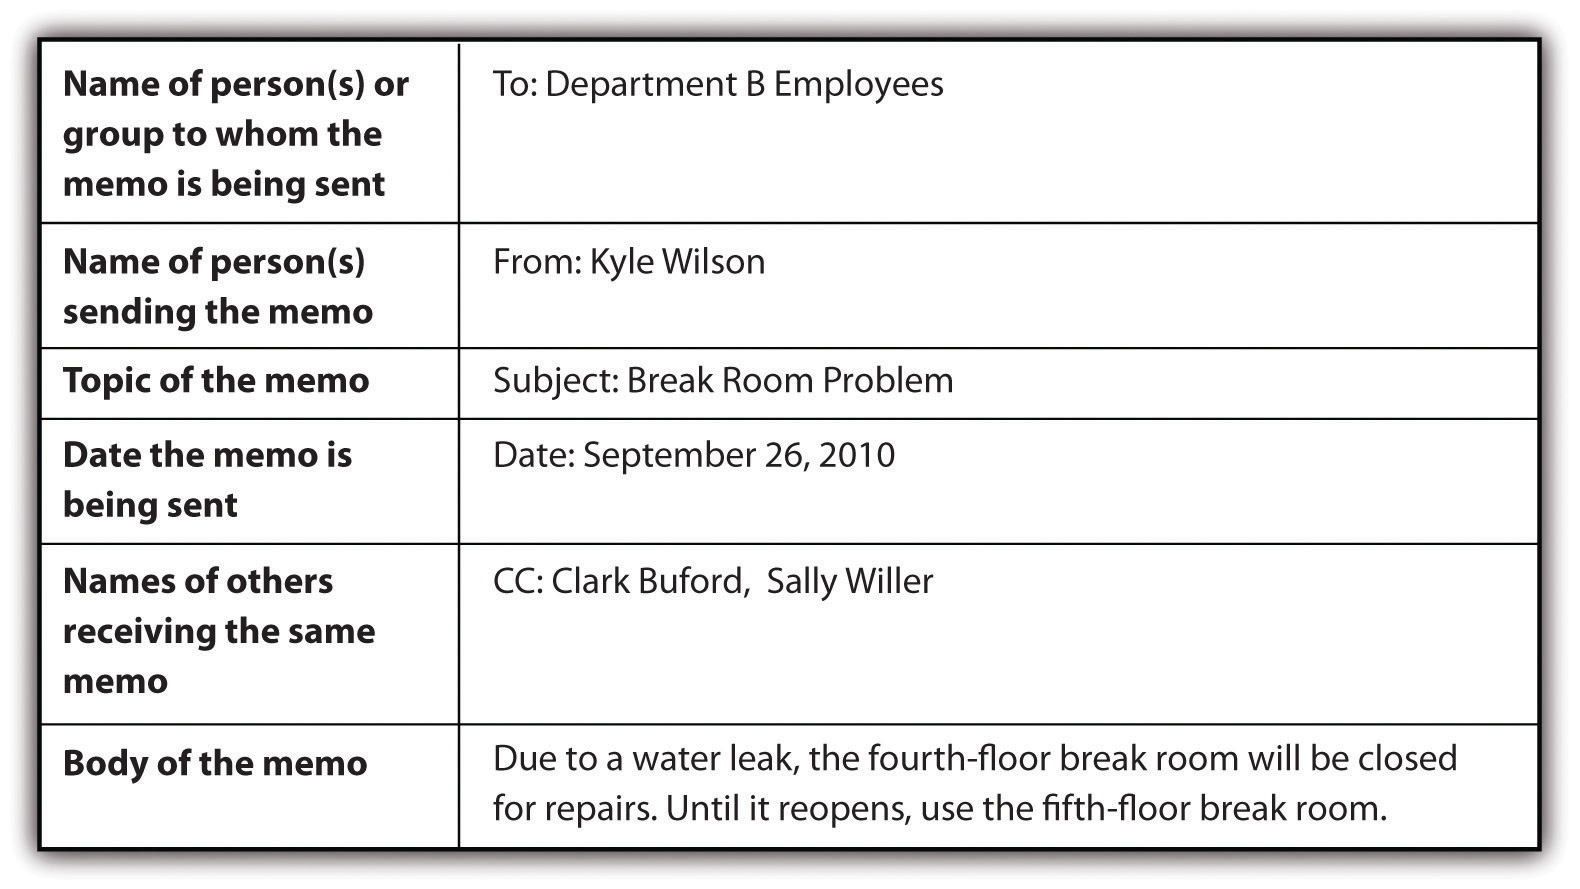 Name of person(s) or
group to whom the
memo is being sent
To: Department B Employees
Name of person(s)
sending the memo
From: Kyle Wilson
Topic of the memo
Subject: Break Room Problem
Date the memo is
being sent
Date: September 26, 2010
Names of others
receiving the same
memo
CC: Clark Buford,  Sally Willer
Body of the memo
Due to a water leak, the fourth-floor break room will be closed
for repairs. Until it reopens, use the fifth-floor break room.